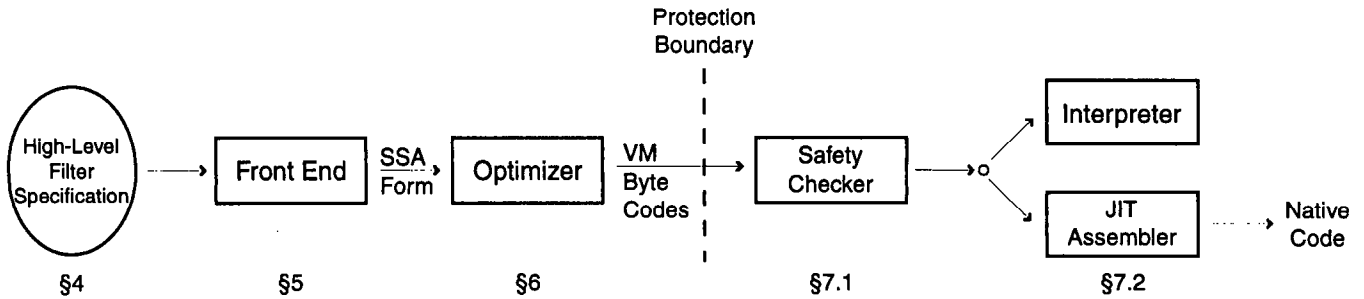 Protection
Boundary
High-Level
Filter
Specification
Front End
SSA
Form
Optimizer
VM
Byte
Codes
Safety
Checker
Interpreter
JIT
Assembler
Native
Code
§4
§5
§6
§7.1
§7.2